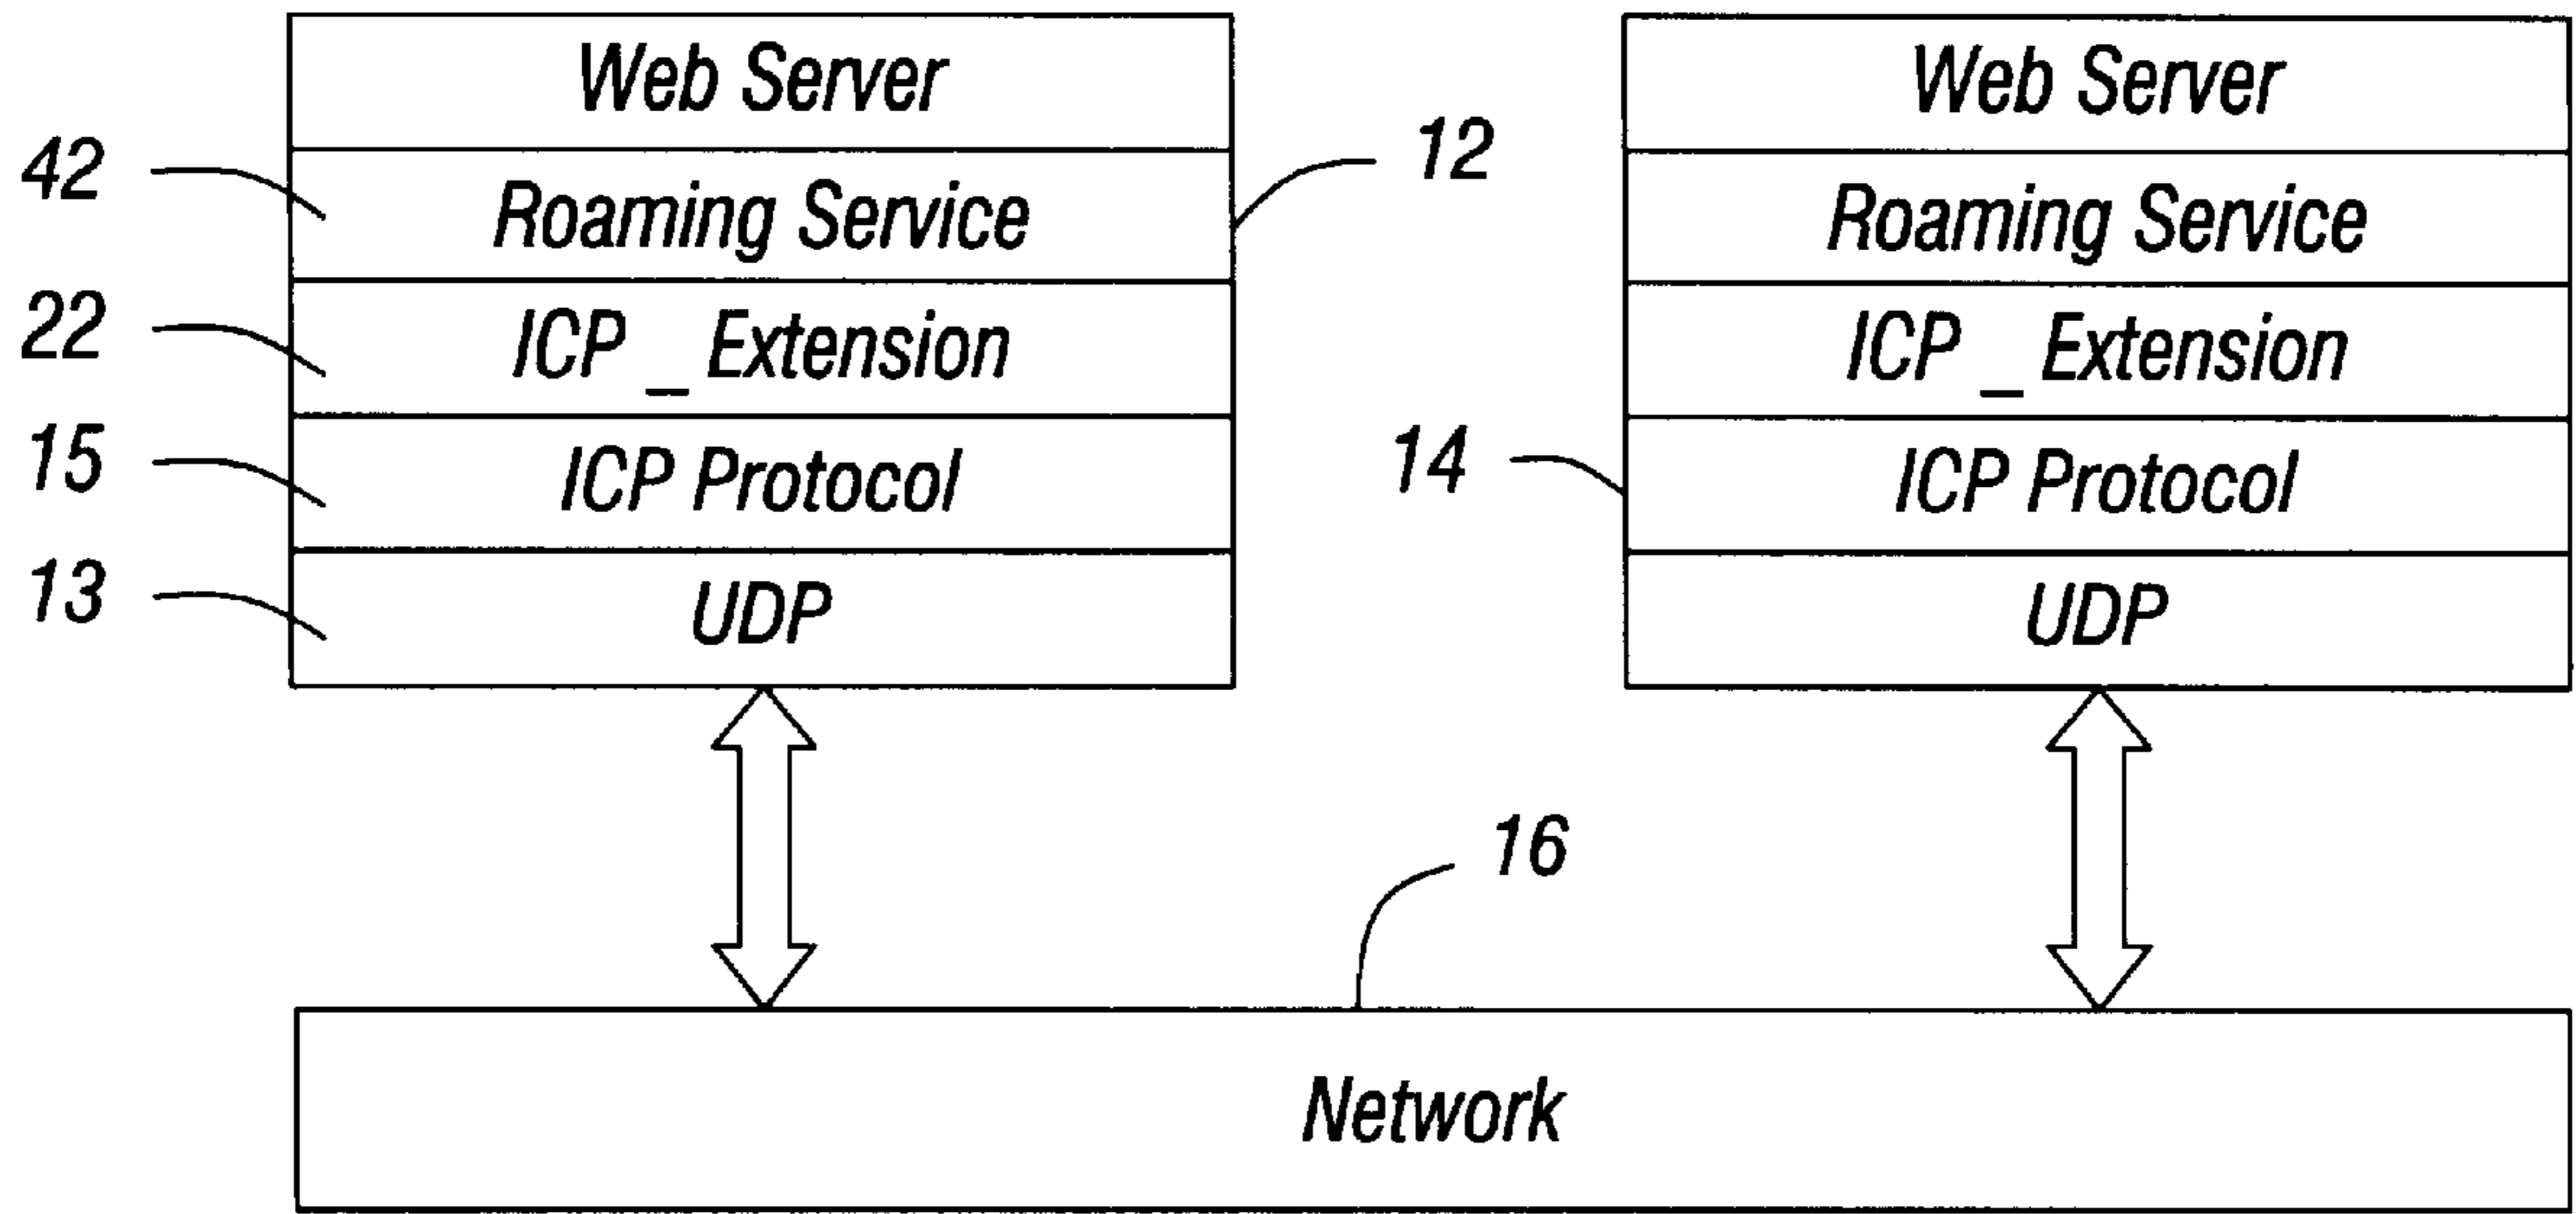 Web Server
Web Server
42
Roaming Service
12
Roaming Service
22
ICP _ Extension
ICP _ Extension
15
ICP Protocol
14
ICP Protocol
13
UDP
UDP
16
Network